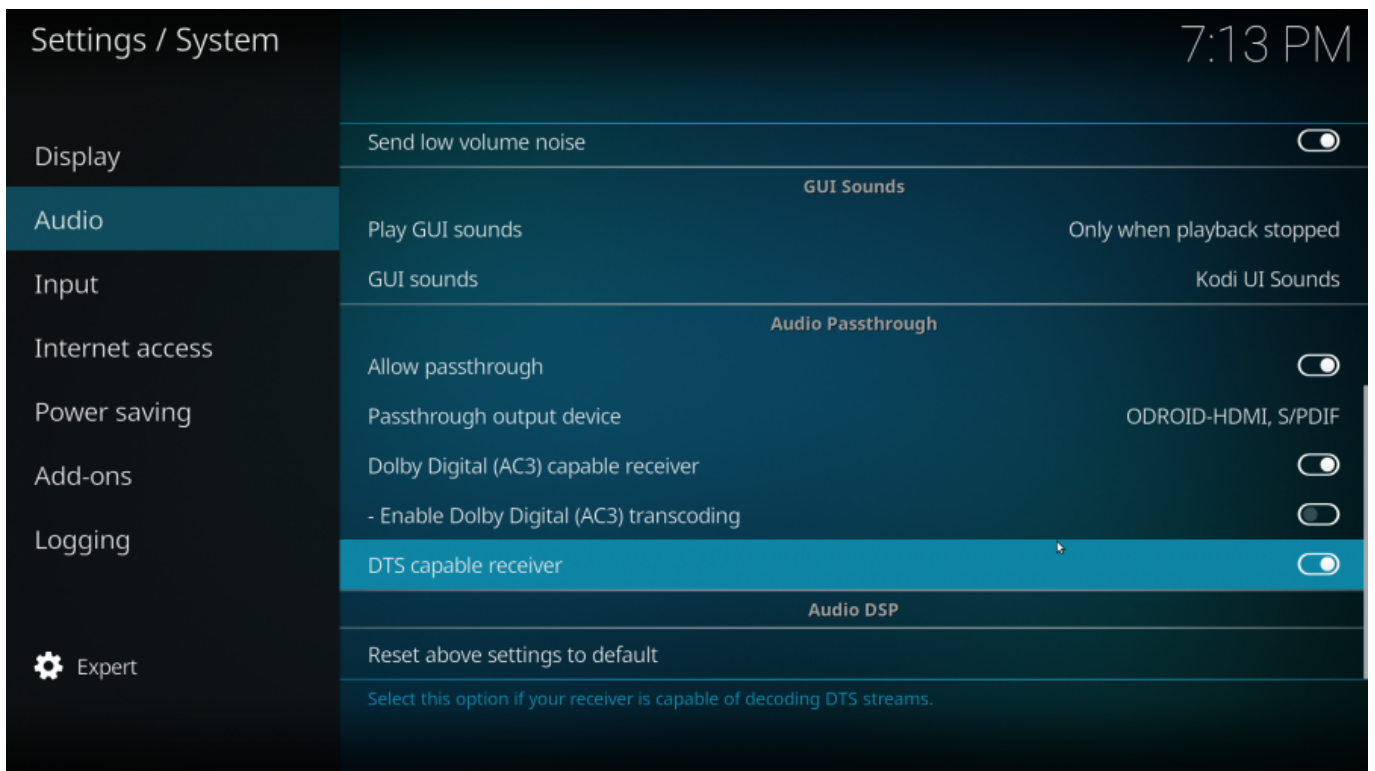 Settings / System
7:13 PM
Display
Audio
Input
Internet access
Power saving
Add-ons
Logging
Expert
Send low volume noise
GUI Sounds
Play GUI sounds Only when playback stopped
GUI sounds Kodi UI Sounds
Audio Passthrough
Allow passthrough
Passthrough output device ODROID-HDMI, S/PDIF
Dolby Digital (AC3) capable receiver
- Enable Dolby Digital (AC3) transcoding
DTS capable receiver
Audio DSP
Reset above settings to default
Select this option if your receiver is capable of decoding DTS streams.